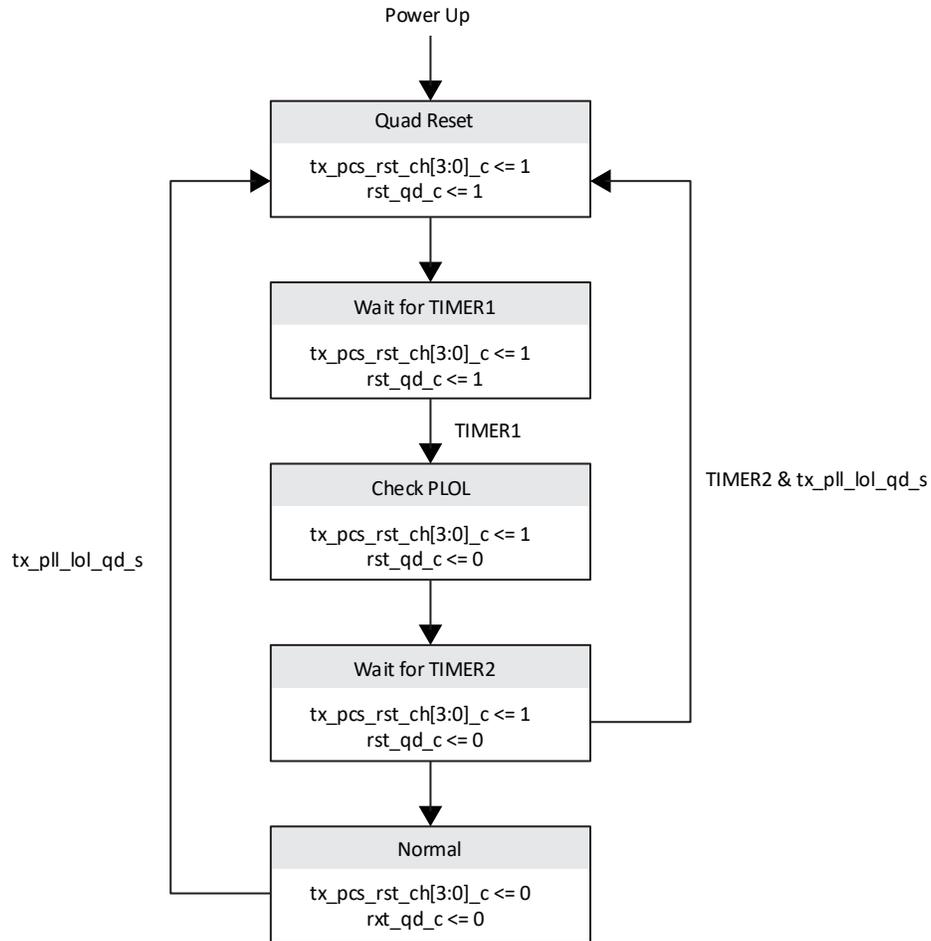 Power Up
Quad Reset
tx_pcs_rst_ch[3:0]_c <= 1
rst_qd_c <= 1
Wait for TIMER1
tx_pcs_rst_ch[3:0]_c <= 1
rst_qd_c <= 1
TIMER1
Check PLOL
tx_pcs_rst_ch[3:0]_c <= 1
rst_qd_c <= 0
TIMER2 & tx_pll_lol_qd_s
tx_pll_lol_qd_s
Wait for TIMER2
tx_pcs_rst_ch[3:0]_c <= 1
rst_qd_c <= 0
Normal
tx_pcs_rst_ch[3:0]_c <= 0
rxt_qd_c <= 0